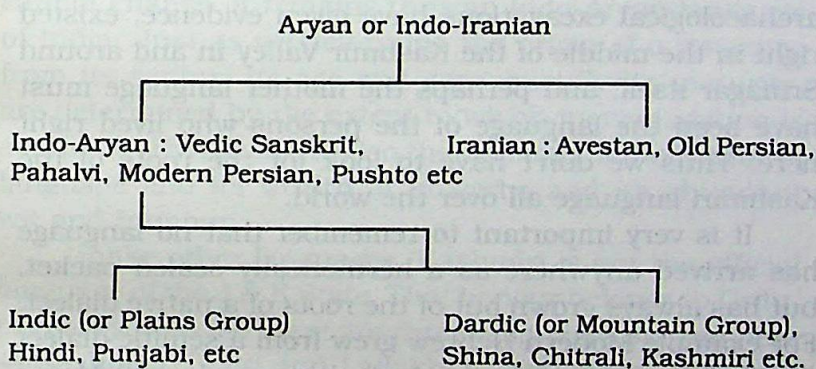 Aryan or Indo-Iranian
Indo-Aryan : Vedic Sanskrit,
Pahalvi, Modern Persian, Pushto etc
Iranian : Avestan, Old Persian,
Indic (or Plains Group)
Hindi, Punjabi, etc
Dardic (or Mountain Group),
Shina, Chitrali, Kashmiri etc.